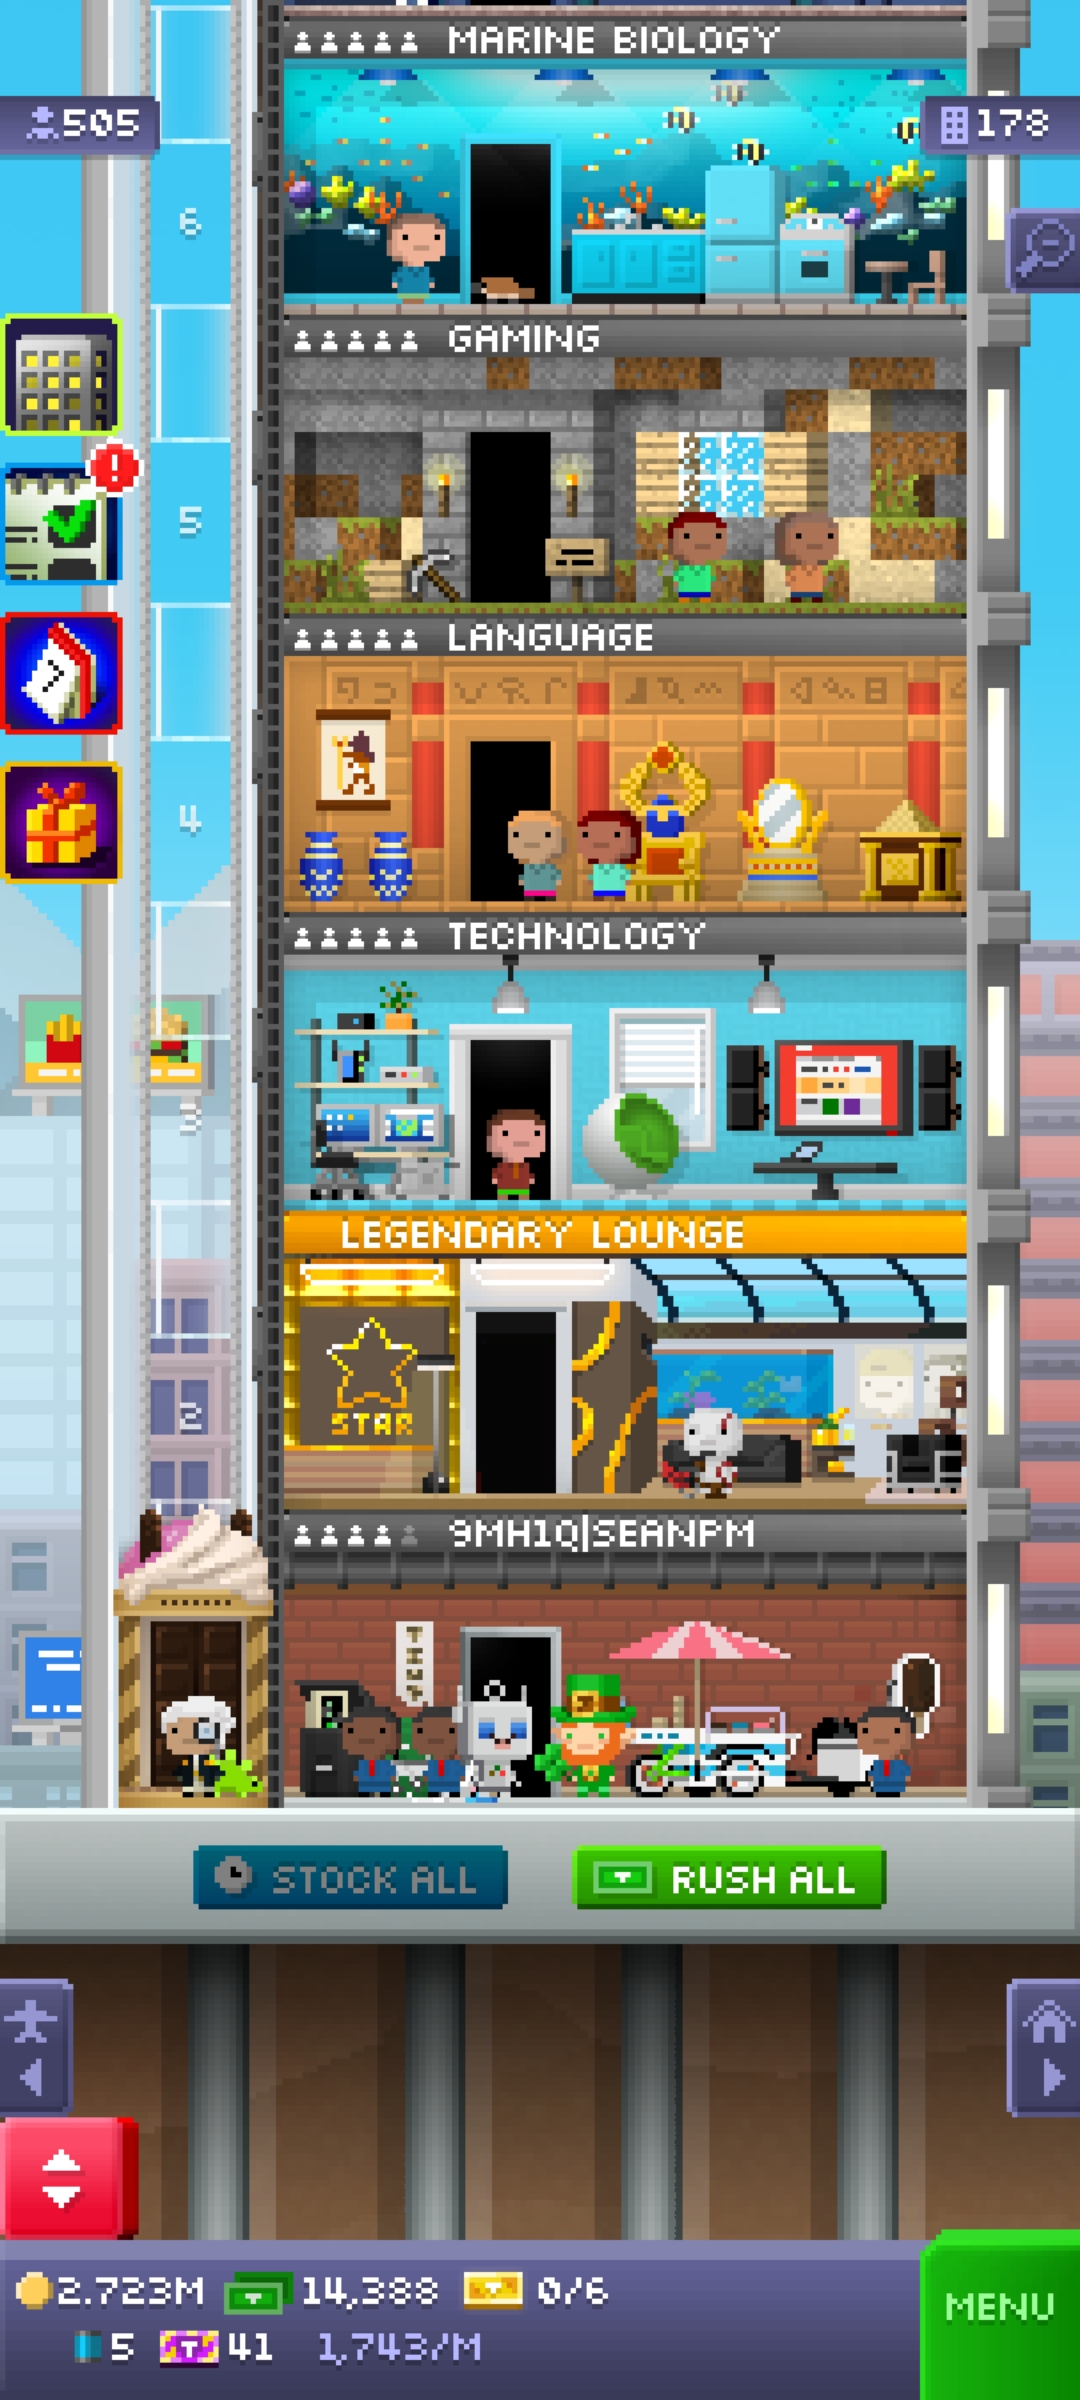 MARINE BIOLOGY
505
178
6
GAMING
5
LANGUAGE
4
TECHNOLOGY
3
LEGENDARY LOUNGE
STAR
2
9MH1Q|SEANPM
STOCK ALL
RUSH ALL
2.723M 14,388 0/6
5 41 1,743/M
MENU